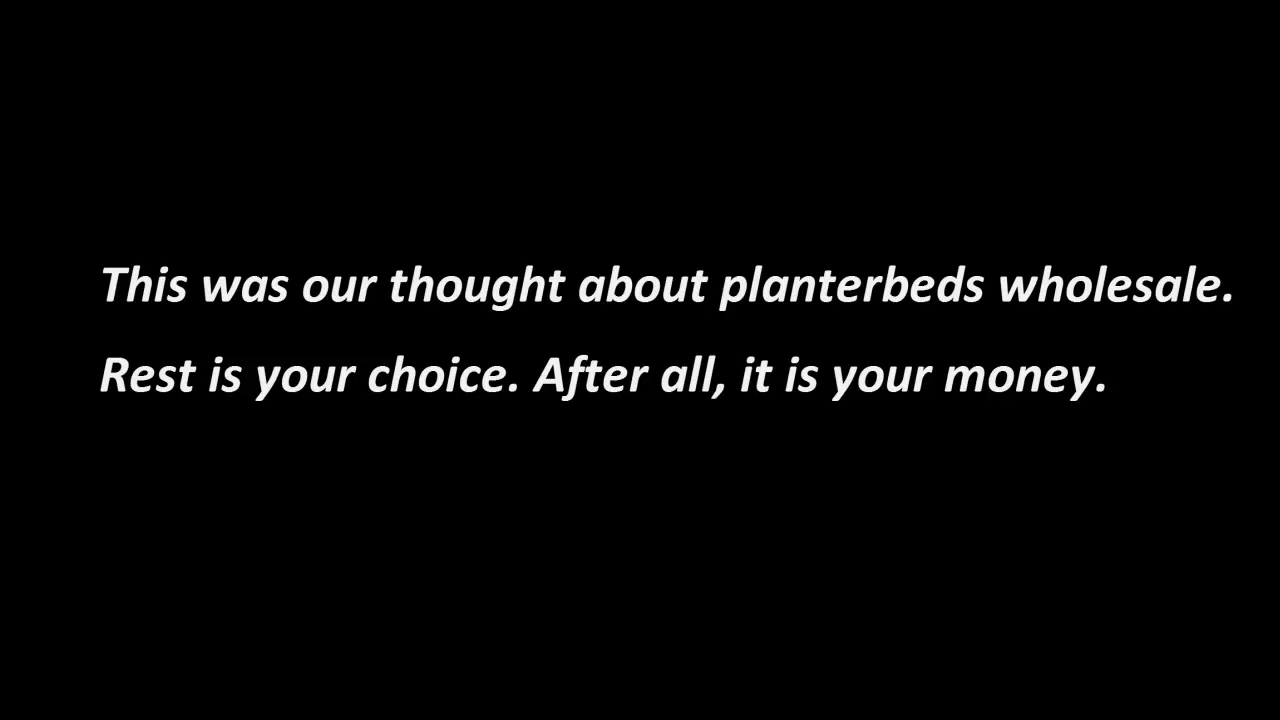 This was our thought about planterbeds wholesale.
Rest is your choice. After all, it is your money.